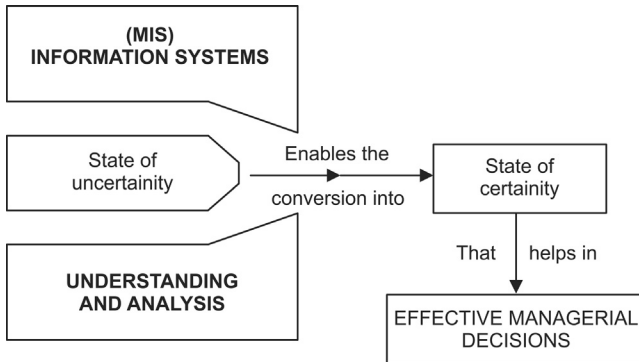 (MIS)
INFORMATION SYSTEMS
State of
uncertainity
Enables the
conversion into
State of
certainity
UNDERSTANDING
AND ANALYSIS
That helps in
EFFECTIVE MANAGERIAL
DECISIONS